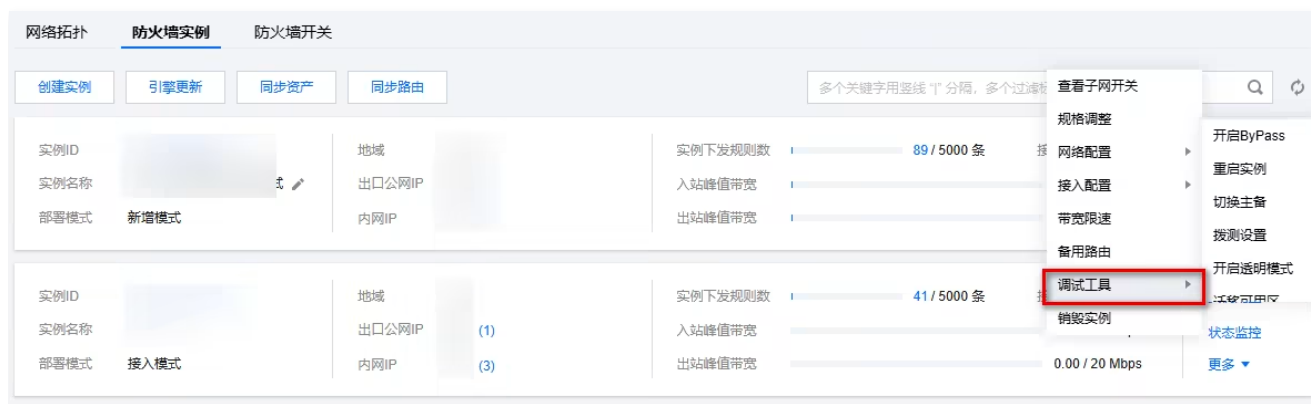 网络拓扑 防火墙实例 防火墙开关
创建实例 引擎更新 同步资产 同步路由 多个关键字用竖线 "|" 分隔，多个过滤标
实例ID 地域 实例下发规则数 89 / 5000 条
实例名称 式 出口公网IP 入站峰值带宽
部署模式 新增模式 内网IP 出站峰值带宽
实例ID 地域 实例下发规则数 41 / 5000 条
实例名称 出口公网IP (1) 入站峰值带宽 状态监控
部署模式 接入模式 内网IP (3) 出站峰值带宽 0.00 / 20 Mbps 更多
查看子网开关
规格调整
网络配置
接入配置
带宽限速
备用路由
调试工具
销毁实例
开启ByPass
重启实例
切换主备
拨测设置
开启透明模式
迁移可用区